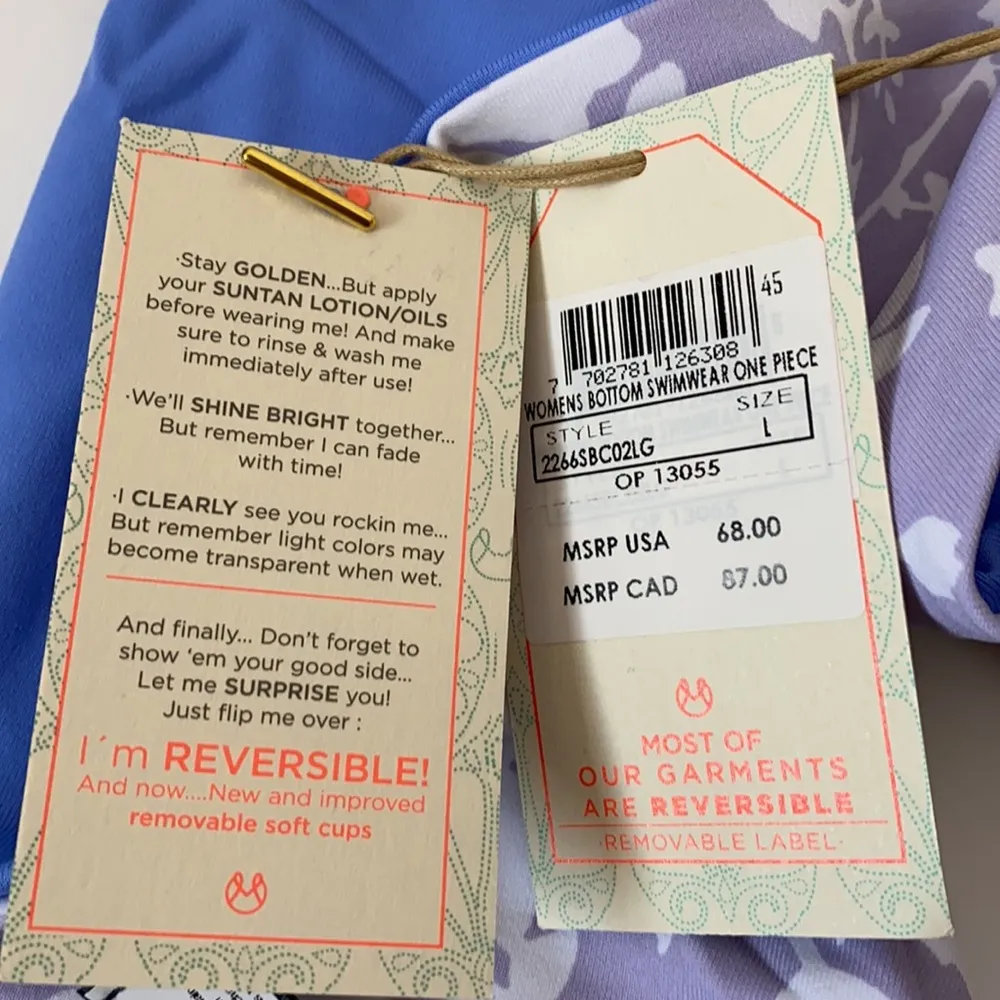 ·Stay GOLDEN...But apply
your SUNTAN LOTION/OILS
before wearing me! And make
sure to rinse & wash me
immediately after use!
·We'll SHINE BRIGHT together...
But remember I can fade
with time!
·I CLEARLY see you rockin me...
But remember light colors may
become transparent when wet.
And finally... Don't forget to
show 'em your good side...
Let me SURPRISE you!
Just flip me over :
I´m REVERSIBLE!
And now....New and improved
removable soft cups
45
7 702781 126308
WOMENS BOTTOM SWIMWEAR ONE PIECE
STYLE SIZE
2266SBC02LG L
OP 13055
MSRP USA 68.00
MSRP CAD 87.00
MOST OF
OUR GARMENTS
ARE REVERSIBLE
·REMOVABLE LABEL·